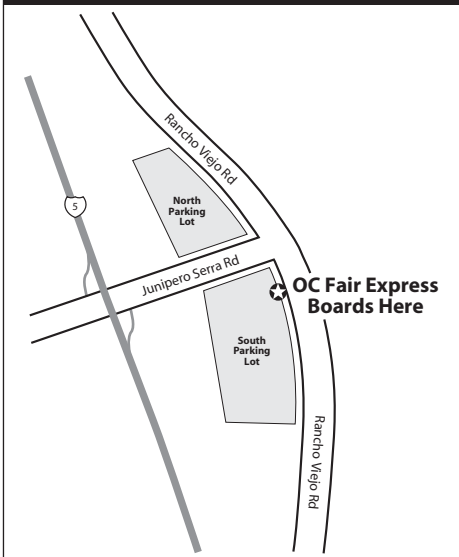 Rancho Viejo Rd
North
Parking
Lot
5
Junipero Serra Rd
OC Fair Express
Boards Here
South
Parking
Lot
Rancho Viejo Rd